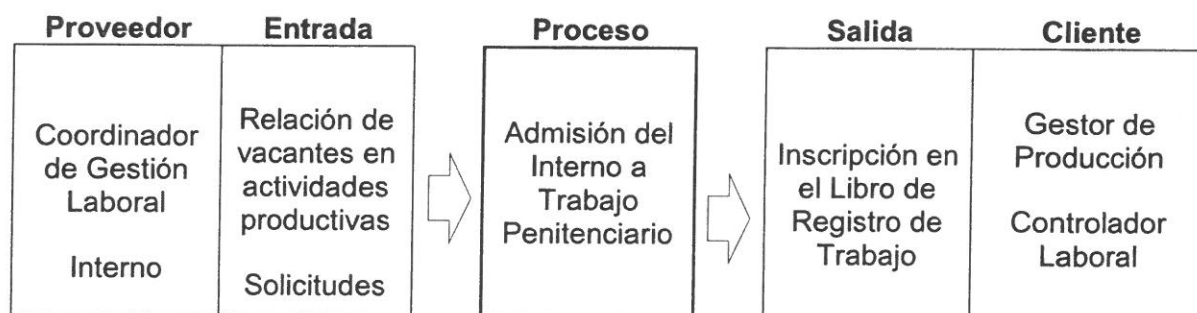 Proveedor
Entrada
Proceso
Salida
Cliente
Coordinador
de Gestión
Laboral
Interno
Relación de
vacantes en
actividades
productivas
Solicitudes
Admisión del
Interno a
Trabajo
Penitenciario
Inscripción en
el Libro de
Registro de
Trabajo
Gestor de
Producción
Controlador
Laboral